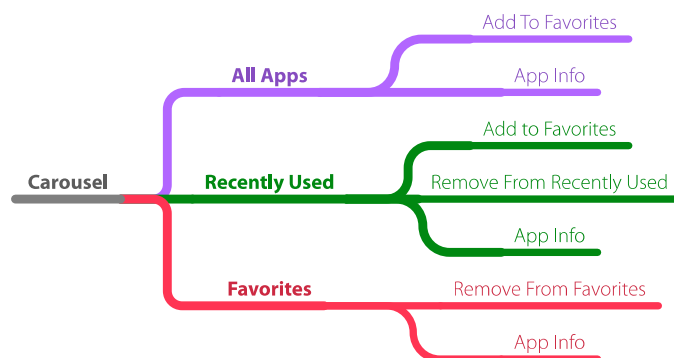 Add To Favorites
All Apps
App Info
Add to Favorites
Carousel
Recently Used
Remove From Recently Used
App Info
Favorites
Remove From Favorites
App Info